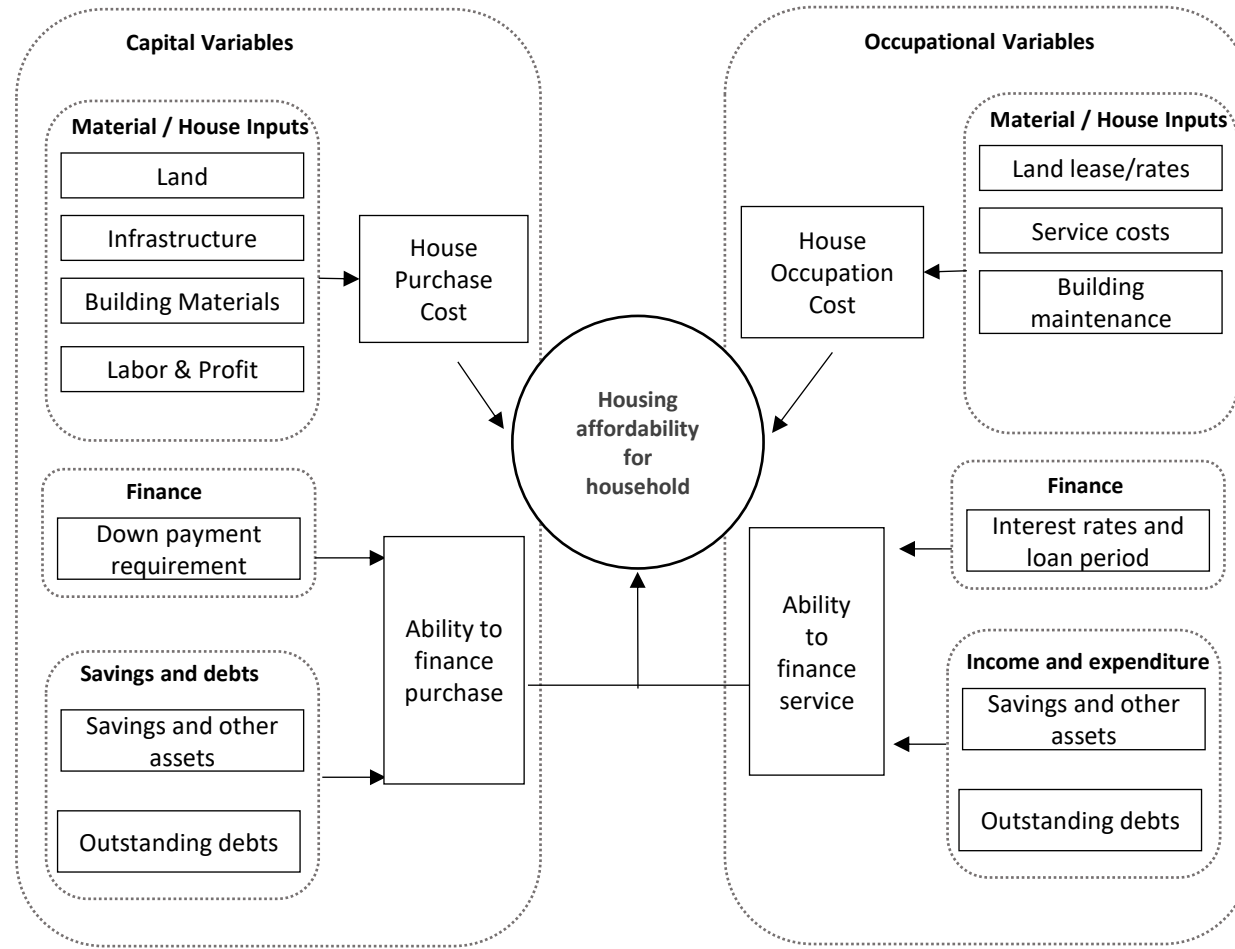 Capital Variables
Material / House Inputs
Land
Infrastructure
Building Materials
Labor & Profit
House
Purchase
Cost
Finance
Down payment
requirement
Savings and debts
Savings and other
assets
Outstanding debts
Ability to
finance
purchase
Housing
affordability
for
household
Occupational Variables
Material / House Inputs
Land lease/rates
Service costs
Building
maintenance
House
Occupation
Cost
Finance
Interest rates and
loan period
Ability
to
finance
service
Income and expenditure
Savings and other
assets
Outstanding debts